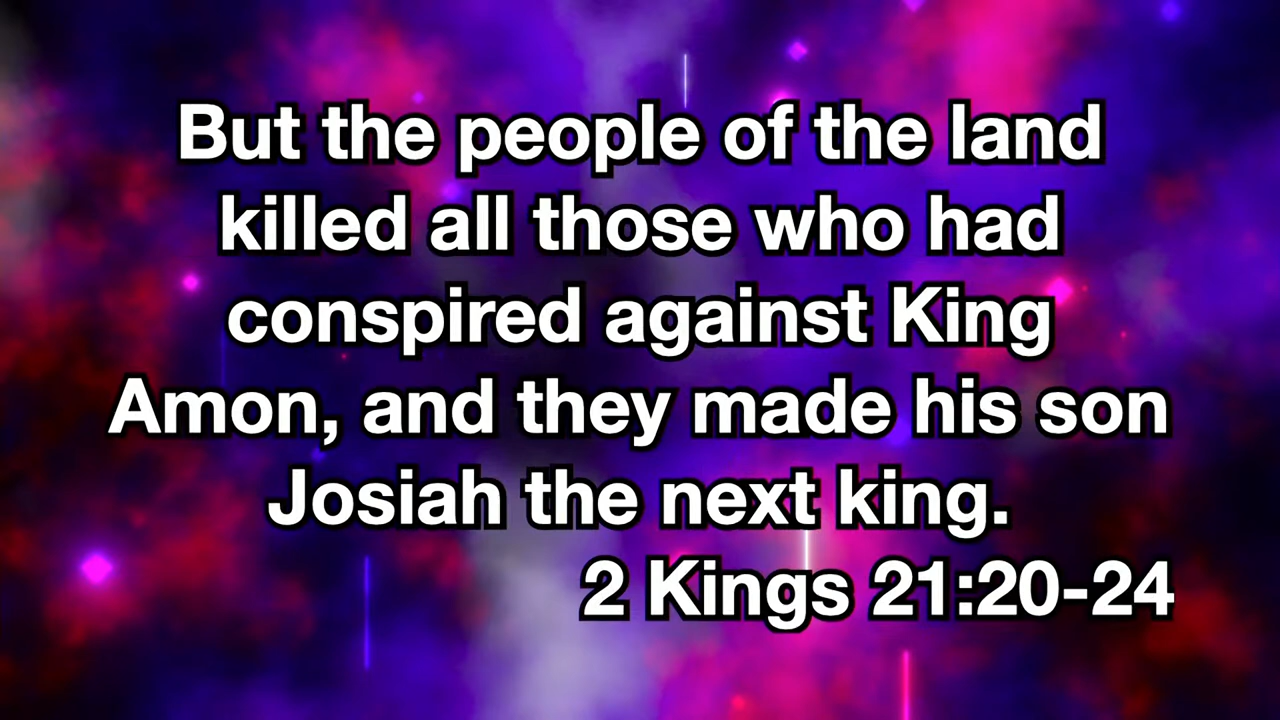 But the people of the land
killed all those who had
conspired against King
Amon, and they made his son
Josiah the next king.
2 Kings 21:20-24